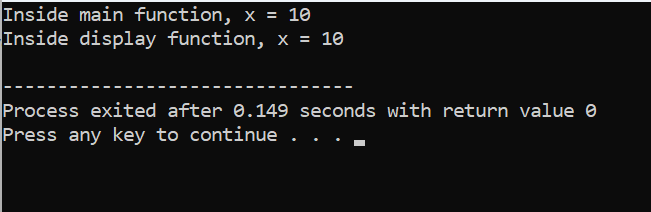 Inside main function, x = 10
Inside display function, x = 10
--------------------------------
Process exited after 0.149 seconds with return value 0
Press any key to continue . . .